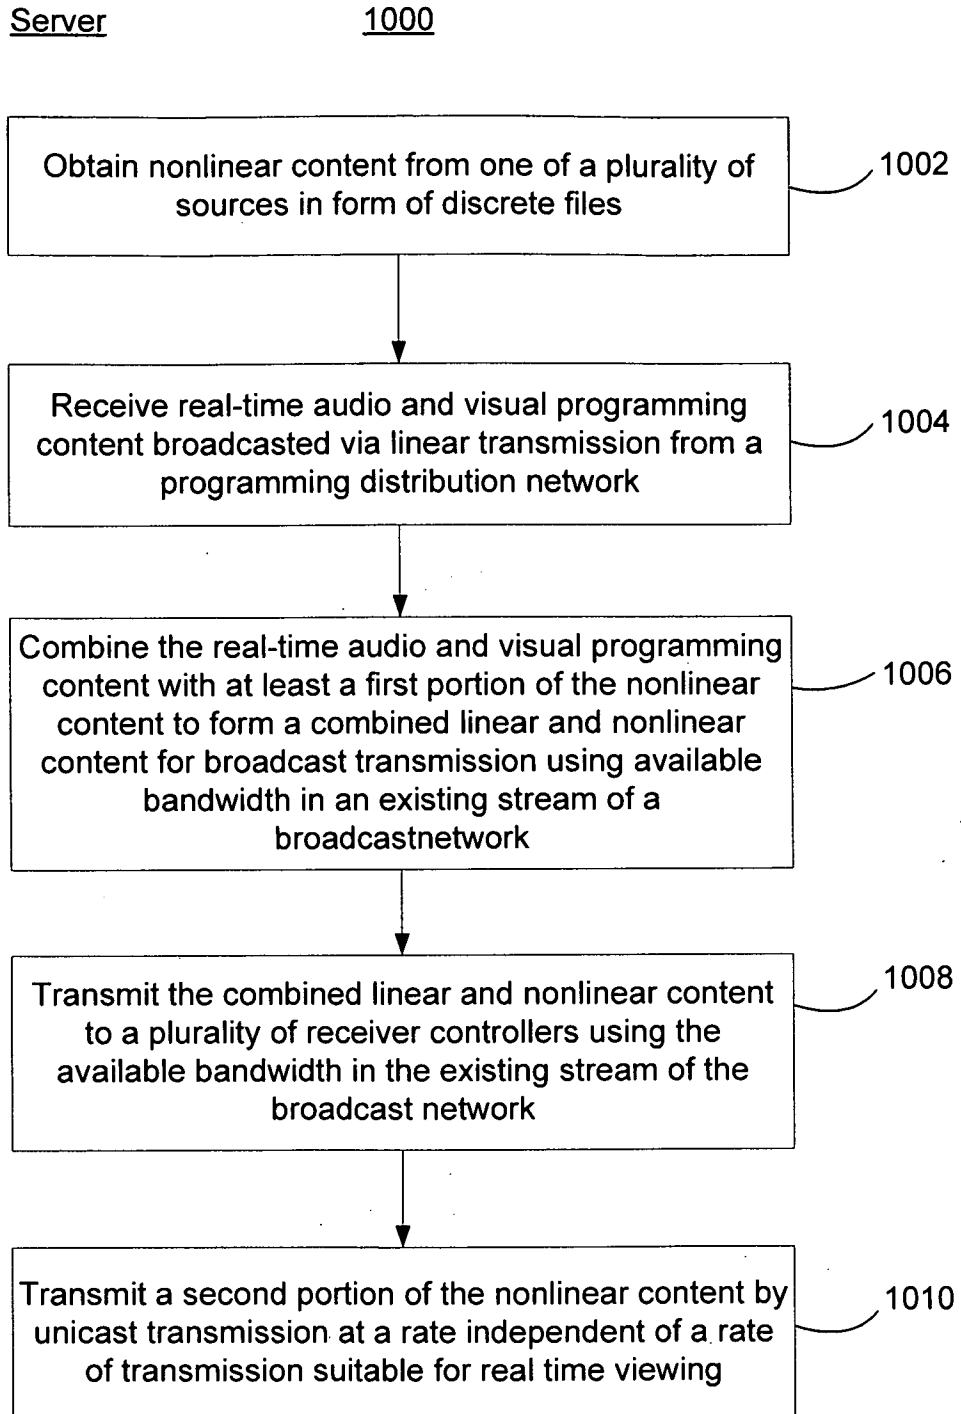 Server 1000
Obtain nonlinear content from one of a plurality of
sources in form of discrete files
1002
Receive real-time audio and visual programming
content broadcasted via linear transmission from a
programming distribution network
1004
Combine the real-time audio and visual programming
content with at least a first portion of the nonlinear
content to form a combined linear and nonlinear
content for broadcast transmission using available
bandwidth in an existing stream of a
broadcastnetwork
1006
Transmit the combined linear and nonlinear content
to a plurality of receiver controllers using the
available bandwidth in the existing stream of the
broadcast network
1008
Transmit a second portion of the nonlinear content by
unicast transmission at a rate independent of a rate
of transmission suitable for real time viewing
1010